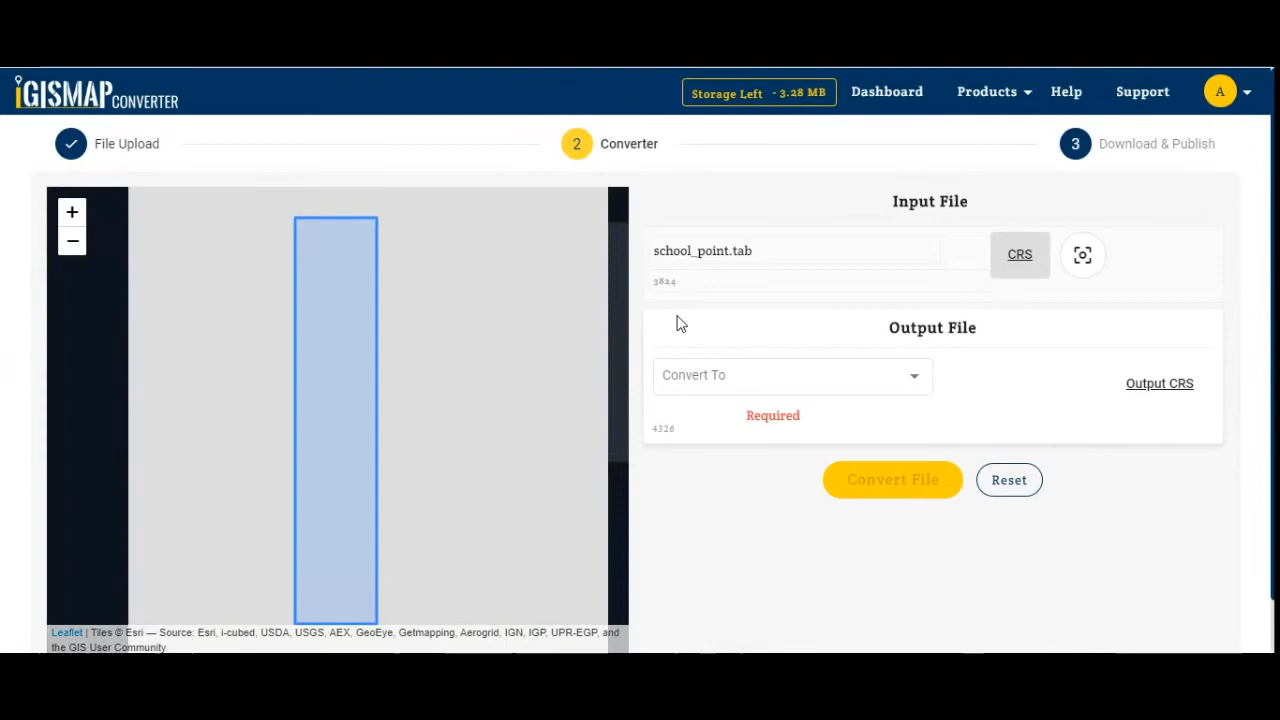 iGISMAP CONVERTER
Storage Left - 3.28 MB
Dashboard
Products
Help
Support
A
File Upload
2
Converter
3
Download & Publish
+
−
Input File
school_point.tab
CRS
3824
Output File
Convert To
Output CRS
Required
4326
Convert File
Reset
Leaflet | Tiles © Esri — Source: Esri, i-cubed, USDA, USGS, AEX, GeoEye, Getmapping, Aerogrid, IGN, IGP, UPR-EGP, and
the GIS User Community